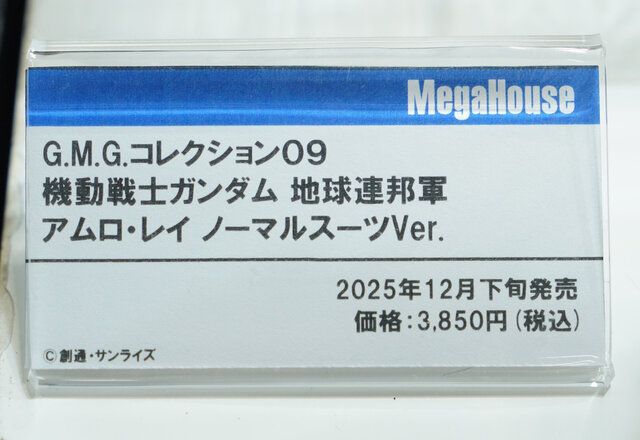 MegaHouse
G.M.G.コレクション09
機動戦士ガンダム 地球連邦軍
アムロ・レイ ノーマルスーツVer.
2025年12月下旬発売
価格:3,850円(税込)
© 創通・サンライズ